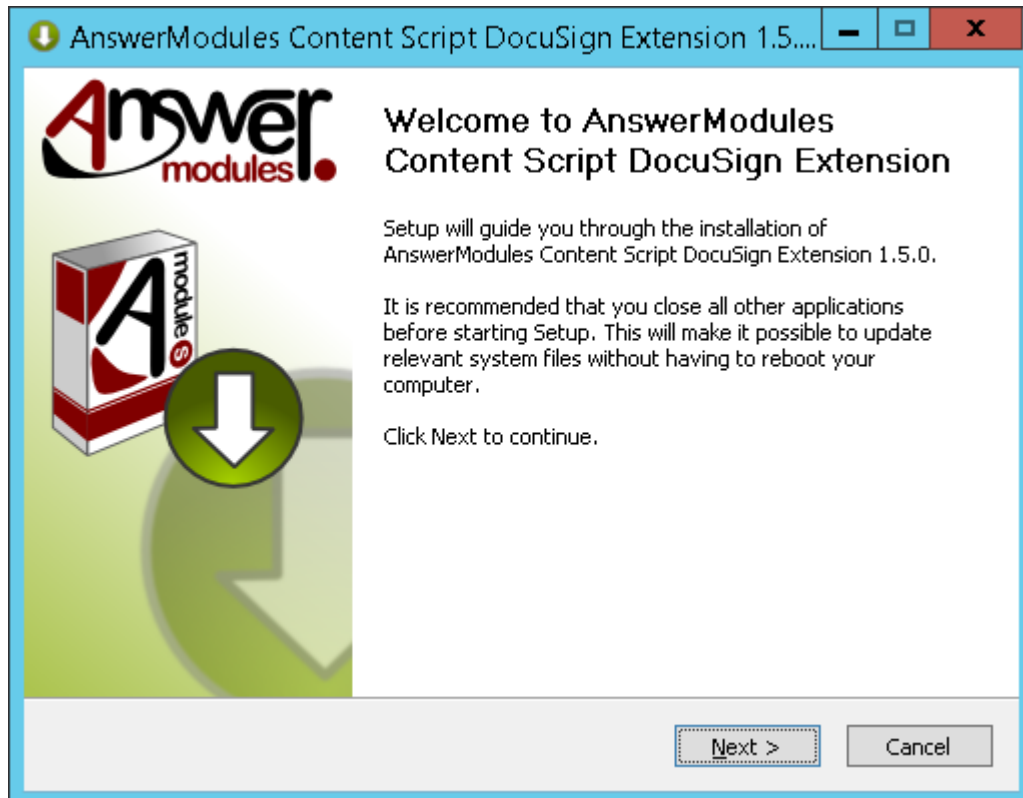 AnswerModules Content Script DocuSign Extension 1.5....
Answer
modules
Welcome to AnswerModules
Content Script DocuSign Extension
Setup will guide you through the installation of
AnswerModules Content Script DocuSign Extension 1.5.0.
It is recommended that you close all other applications
before starting Setup. This will make it possible to update
relevant system files without having to reboot your
computer.
Click Next to continue.
A
modules
Next >
Cancel